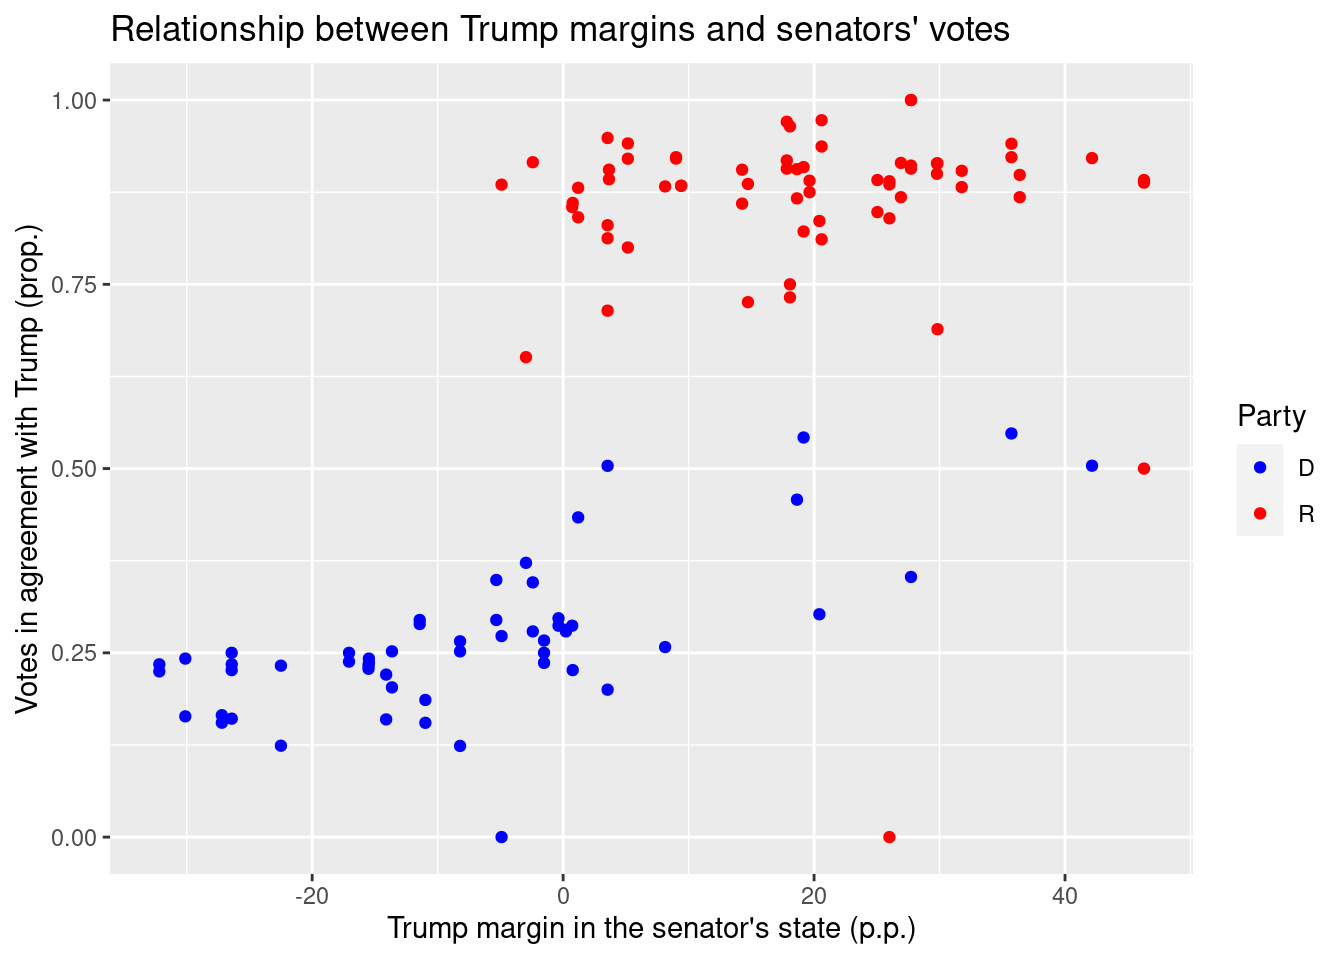 Relationship between Trump margins and senators' votes
1.00
0.75
0.50
0.25
0.00
Votes in agreement with Trump (prop.)
-20
0
20
40
Trump margin in the senator's state (p.p.)
Party
D
R